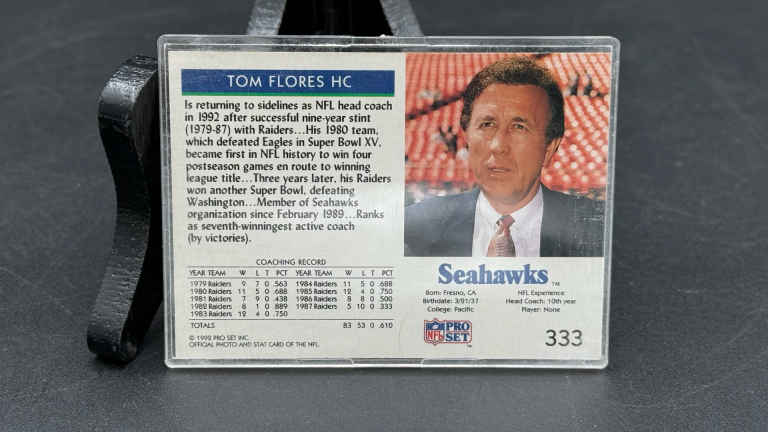 TOM FLORES HC
Is returning to sidelines as NFL head coach
in 1992 after successful nine-year stint
(1979-87) with Raiders...His 1980 team,
which defeated Eagles in Super Bowl XV,
became first in NFL history to win four
postseason games en route to winning
league title...Three years later, his Raiders
won another Super Bowl, defeating
Washington...Member of Seahawks
organization since February 1989...Ranks
as seventh-winningest active coach
(by victories).
COACHING RECORD
YEAR TEAM W L T PCT YEAR TEAM W L T PCT
1979 Raiders 9 7 0 .563 1984 Raiders 11 5 0 .688
1980 Raiders 11 5 0 .688 1985 Raiders 12 4 0 .750
1981 Raiders 7 9 0 .438 1986 Raiders 8 8 0 .500
1982 Raiders 8 1 0 .889 1987 Raiders 5 10 0 .333
1983 Raiders 12 4 0 .750
TOTALS 83 53 0 .610
© 1992 PRO SET INC.
OFFICIAL PHOTO AND STAT CARD OF THE NFL.
Seahawks TM
Born: Fresno, CA
Birthdate: 3/21/37
College: Pacific
NFL Experience
Head Coach: 10th year
Player: None
NFL PRO SET
333